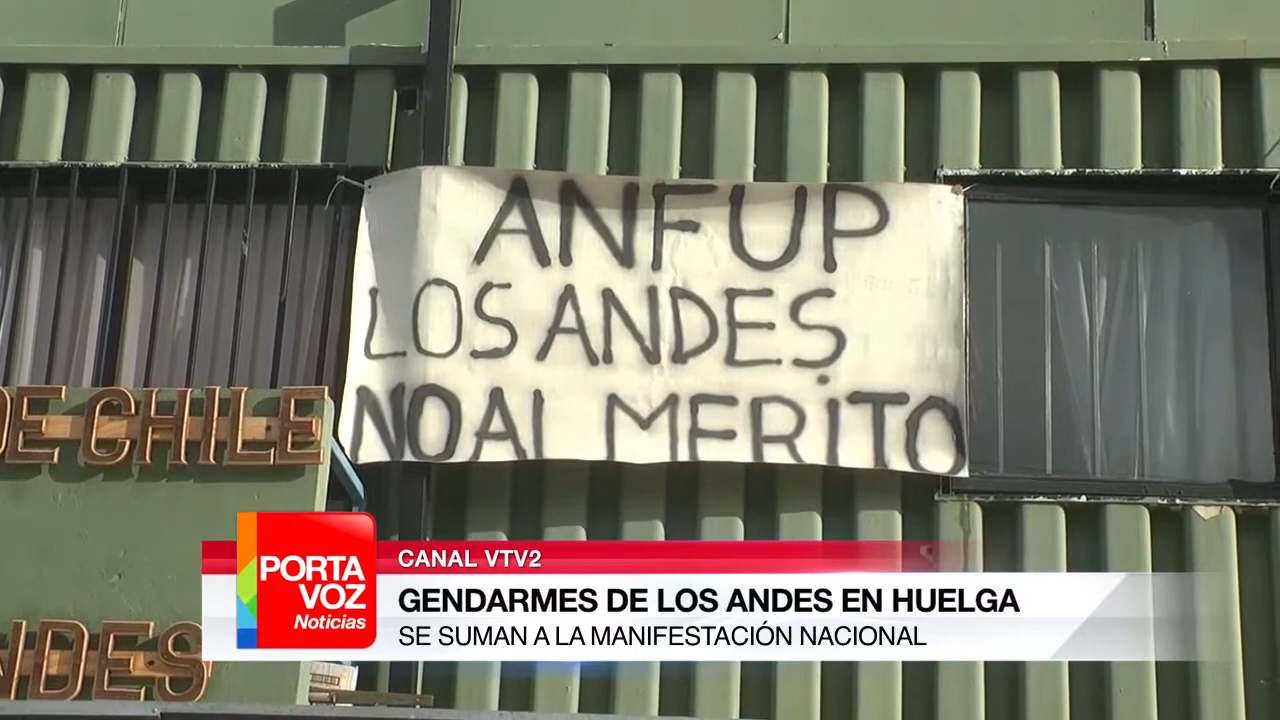 ANFUP
LOS ANDES
NO AL MERITO
DE CHILE
ANDES
CANAL VTV2
PORTA
VOZ
Noticias
GENDARMES DE LOS ANDES EN HUELGA
SE SUMAN A LA MANIFESTACIÓN NACIONAL